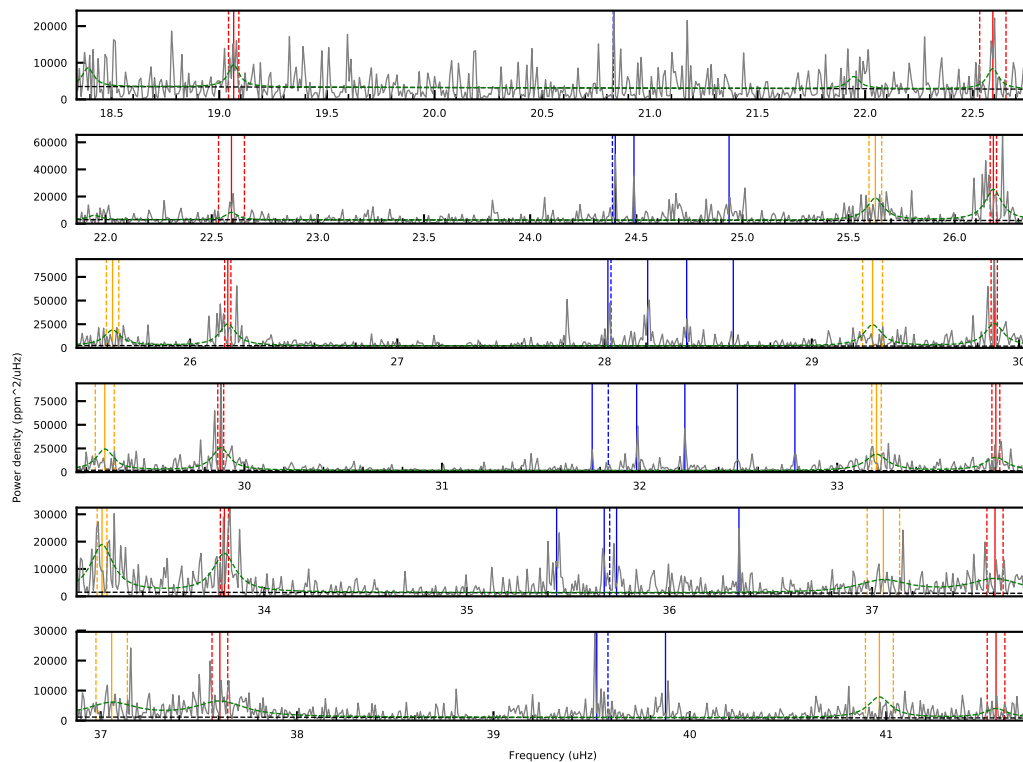 20000
10000
0
18.5 19.0 19.5 20.0 20.5 21.0 21.5 22.0 22.5
60000
40000
20000
0
22.0 22.5 23.0 23.5 24.0 24.5 25.0 25.5 26.0
75000
50000
25000
0
26 27 28 29 30
Power density (ppm^2/uHz)
75000
50000
25000
0
30 31 32 33
30000
20000
10000
0
34 35 36 37
30000
20000
10000
0
37 38 39 40 41
Frequency (uHz)